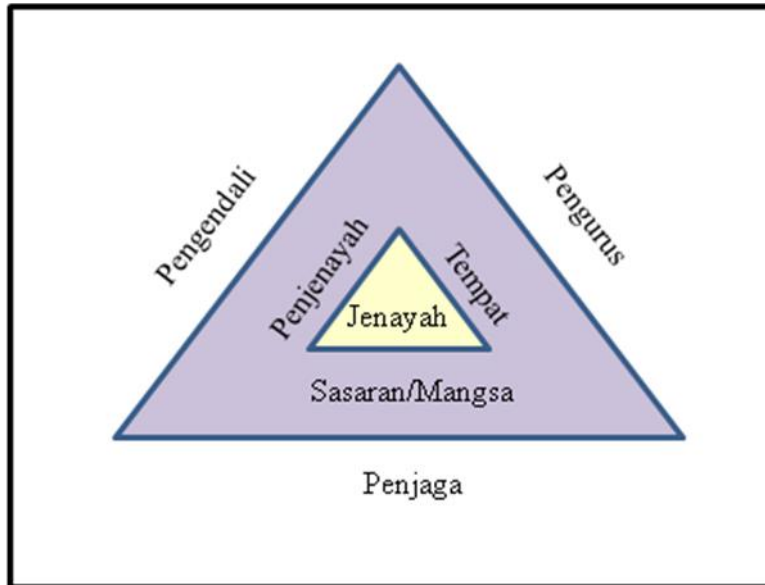 Pengendali
Pengurus
Penjenayah
Tempat
Jenayah
Sasaran/Mangsa
Penjaga